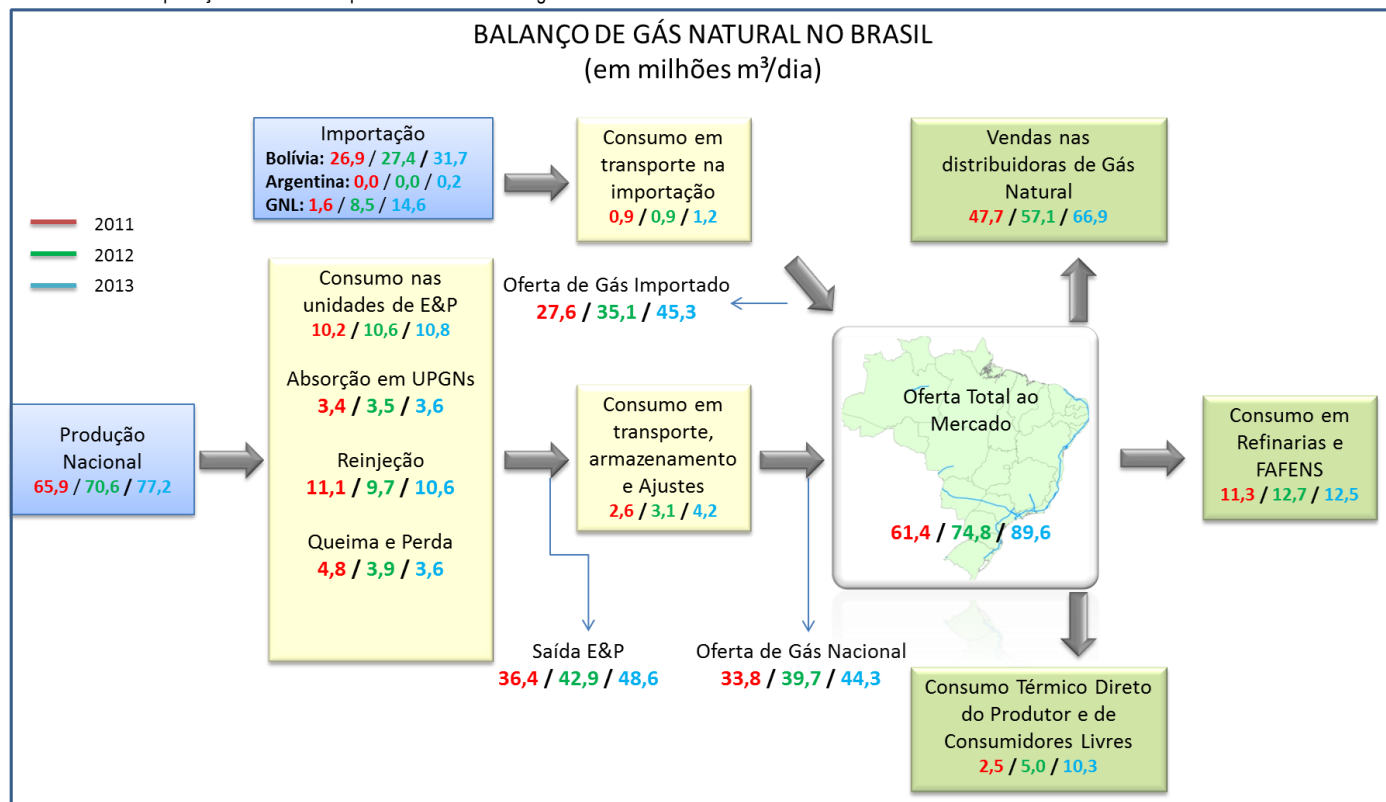 BALANÇO DE GÁS NATURAL NO BRASIL
(em milhões m³/dia)
Importação
Bolívia: 26,9 / 27,4 / 31,7
Argentina: 0,0 / 0,0 / 0,2
GNL: 1,6 / 8,5 / 14,6
Consumo em
transporte na
importação
0,9 / 0,9 / 1,2
Vendas nas
distribuidoras de Gás
Natural
47,7 / 57,1 / 66,9
2011
2012
2013
Consumo nas
unidades de E&P
10,2 / 10,6 / 10,8
Absorção em UPGNs
3,4 / 3,5 / 3,6
Reinjeção
11,1 / 9,7 / 10,6
Queima e Perda
4,8 / 3,9 / 3,6
Oferta de Gás Importado
27,6 / 35,1 / 45,3
Produção
Nacional
65,9 / 70,6 / 77,2
Consumo em
transporte,
armazenamento
e Ajustes
2,6 / 3,1 / 4,2
Oferta Total ao
Mercado
61,4 / 74,8 / 89,6
Consumo em
Refinarias e
FAFENS
11,3 / 12,7 / 12,5
Saída E&P
36,4 / 42,9 / 48,6
Oferta de Gás Nacional
33,8 / 39,7 / 44,3
Consumo Térmico Direto
do Produtor e de
Consumidores Livres
2,5 / 5,0 / 10,3